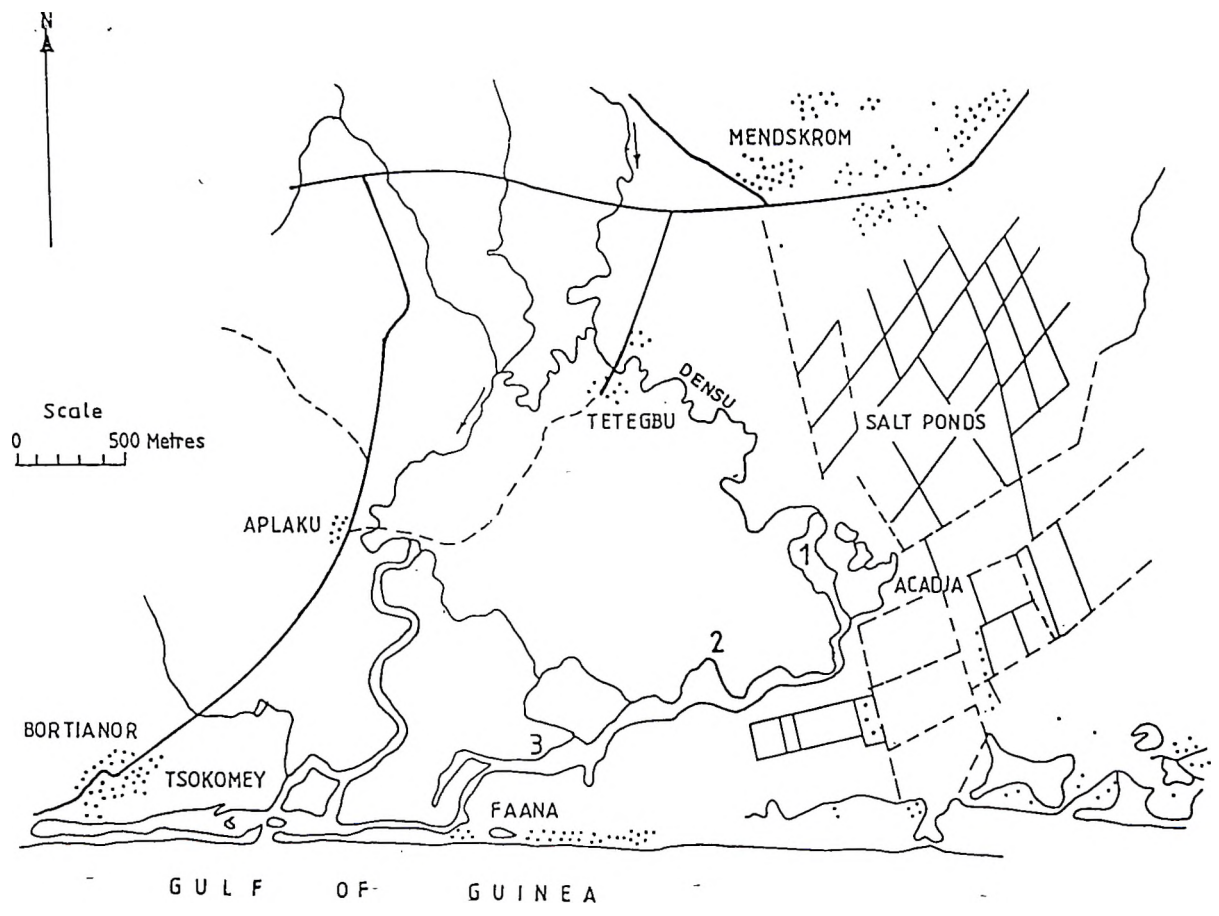 N
MENDSKROM
Scale
0 500 Metres
DENSU
TETEGBU
SALT PONDS
APLAKU
1
ACADJA
2
BORTIANOR
3
TSOKOMEY
FAANA
GULF OF GUINEA